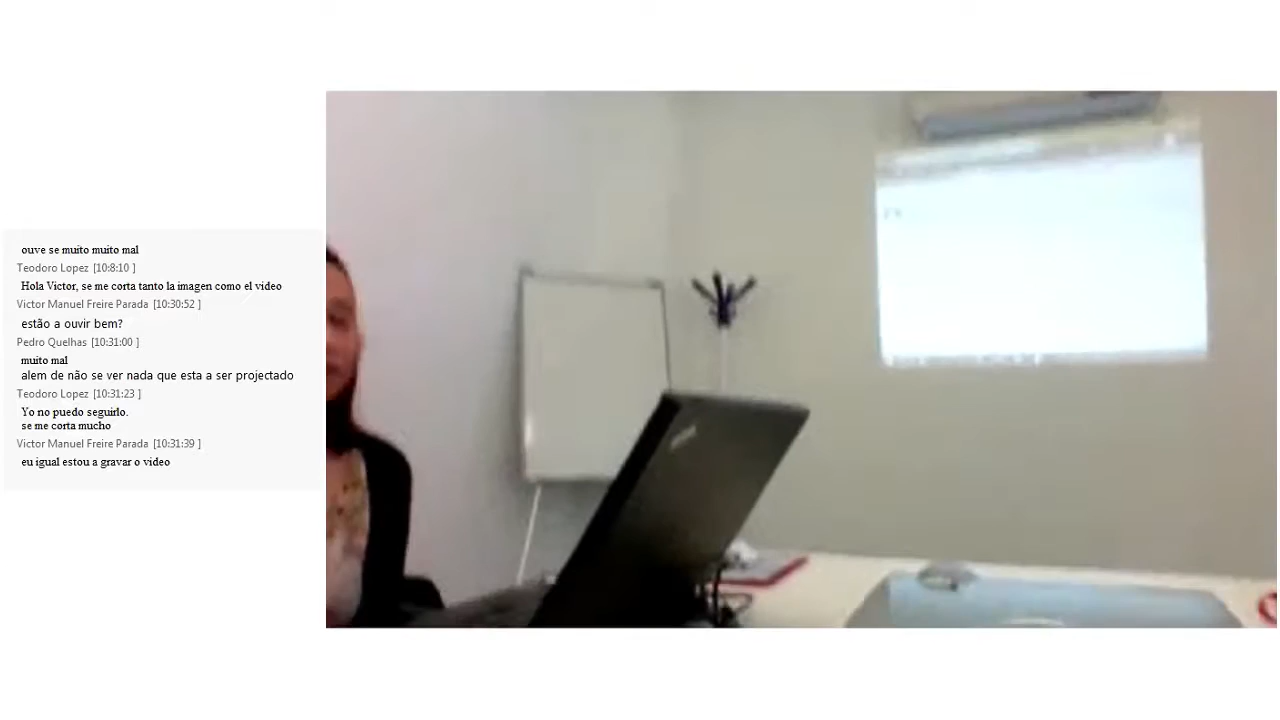 ouve se muito muito mal
Teodoro Lopez [10:8:10 ]
Hola Victor, se me corta tanto la imagen como el video
Victor Manuel Freire Parada [10:30:52 ]
estão a ouvir bem?
Pedro Quelhas [10:31:00 ]
muito mal
alem de não se ver nada que esta a ser projectado
Teodoro Lopez [10:31:23 ]
Yo no puedo seguirlo.
se me corta mucho
Victor Manuel Freire Parada [10:31:39 ]
eu igual estou a gravar o video